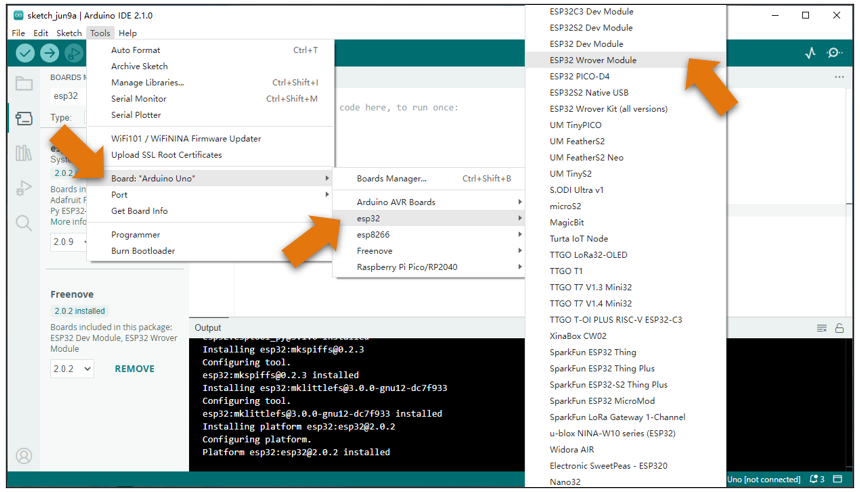 sketch_jun9a | Arduino IDE 2.1.0
File Edit Sketch Tools Help
BOARDS M
esp32
Type:
Syst
2.0.2
Boards in
Adafruit F
Py ESP32-
More info
2.0.9
Freenove
2.0.2 installed
Boards included in this package:
ESP32 Dev Module, ESP32 Wrover
Module
2.0.2
REMOVE
Auto Format Ctrl+T
Archive Sketch
Manage Libraries... Ctrl+Shift+I
Serial Monitor Ctrl+Shift+M
Serial Plotter
WiFi101 / WiFiNINA Firmware Updater
Upload SSL Root Certificates
Board: "Arduino Uno"
Port
Get Board Info
Programmer
Burn Bootloader
code here, to run once:
Boards Manager... Ctrl+Shift+B
Arduino AVR Boards
esp32
esp8266
Freenove
Raspberry Pi Pico/RP2040
ESP32C3 Dev Module
ESP32S2 Dev Module
ESP32 Dev Module
ESP32 Wrover Module
ESP32 PICO-D4
ESP32S2 Native USB
ESP32 Wrover Kit (all versions)
UM TinyPICO
UM FeatherS2
UM FeatherS2 Neo
UM TinyS2
S.ODI Ultra v1
microS2
MagicBit
Turta IoT Node
TTGO LoRa32-OLED
TTGO T1
TTGO T7 V1.3 Mini32
TTGO T7 V1.4 Mini32
TTGO T-OI PLUS RISC-V ESP32-C3
XinaBox CW02
SparkFun ESP32 Thing
SparkFun ESP32 Thing Plus
SparkFun ESP32-S2 Thing Plus
SparkFun ESP32 MicroMod
SparkFun LoRa Gateway 1-Channel
u-blox NINA-W10 series (ESP32)
Widora AIR
Electronic SweetPeas - ESP320
Nano32
Output
Installing esp32:mkspiffs@0.2.3
Configuring tool.
esp32:mkspiffs@0.2.3 installed
Installing esp32:mklittlefs@3.0.0-gnu12-dc7f933
Configuring tool.
esp32:mklittlefs@3.0.0-gnu12-dc7f933 installed
Installing platform esp32:esp32@2.0.2
Configuring platform.
Platform esp32:esp32@2.0.2 installed
Uno [not connected] 3